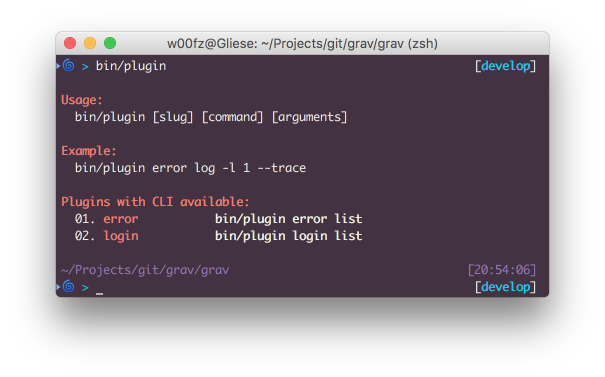 w00fz@Gliese: ~/Projects/git/grav/grav (zsh)
> bin/plugin [develop]
Usage:
bin/plugin [slug] [command] [arguments]
Example:
bin/plugin error log -l 1 --trace
Plugins with CLI available:
01. error bin/plugin error list
02. login bin/plugin login list
~/Projects/git/grav/grav [20:54:06]
> _ [develop]